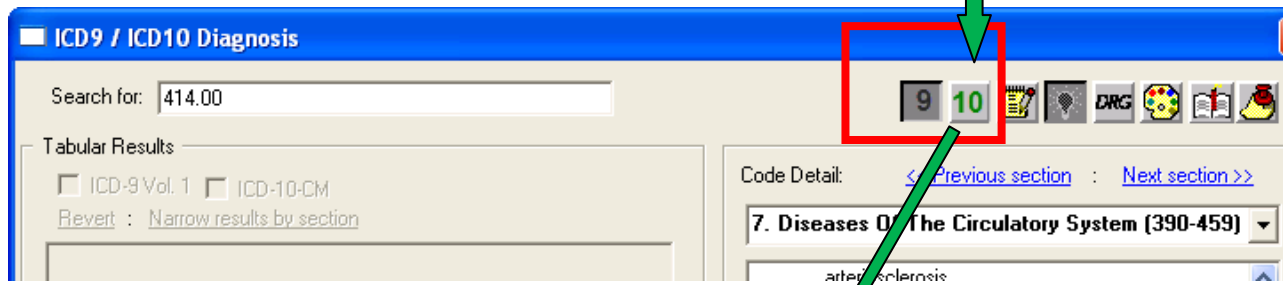 ICD9 / ICD10 Diagnosis
Search for: 414.00
9 10 DRG
Tabular Results
ICD-9 Vol. 1 ICD-10-CM
Revert : Narrow results by section
Code Detail: << Previous section : Next section >>
7. Diseases Of The Circulatory System (390-459)
arteriosclerosis